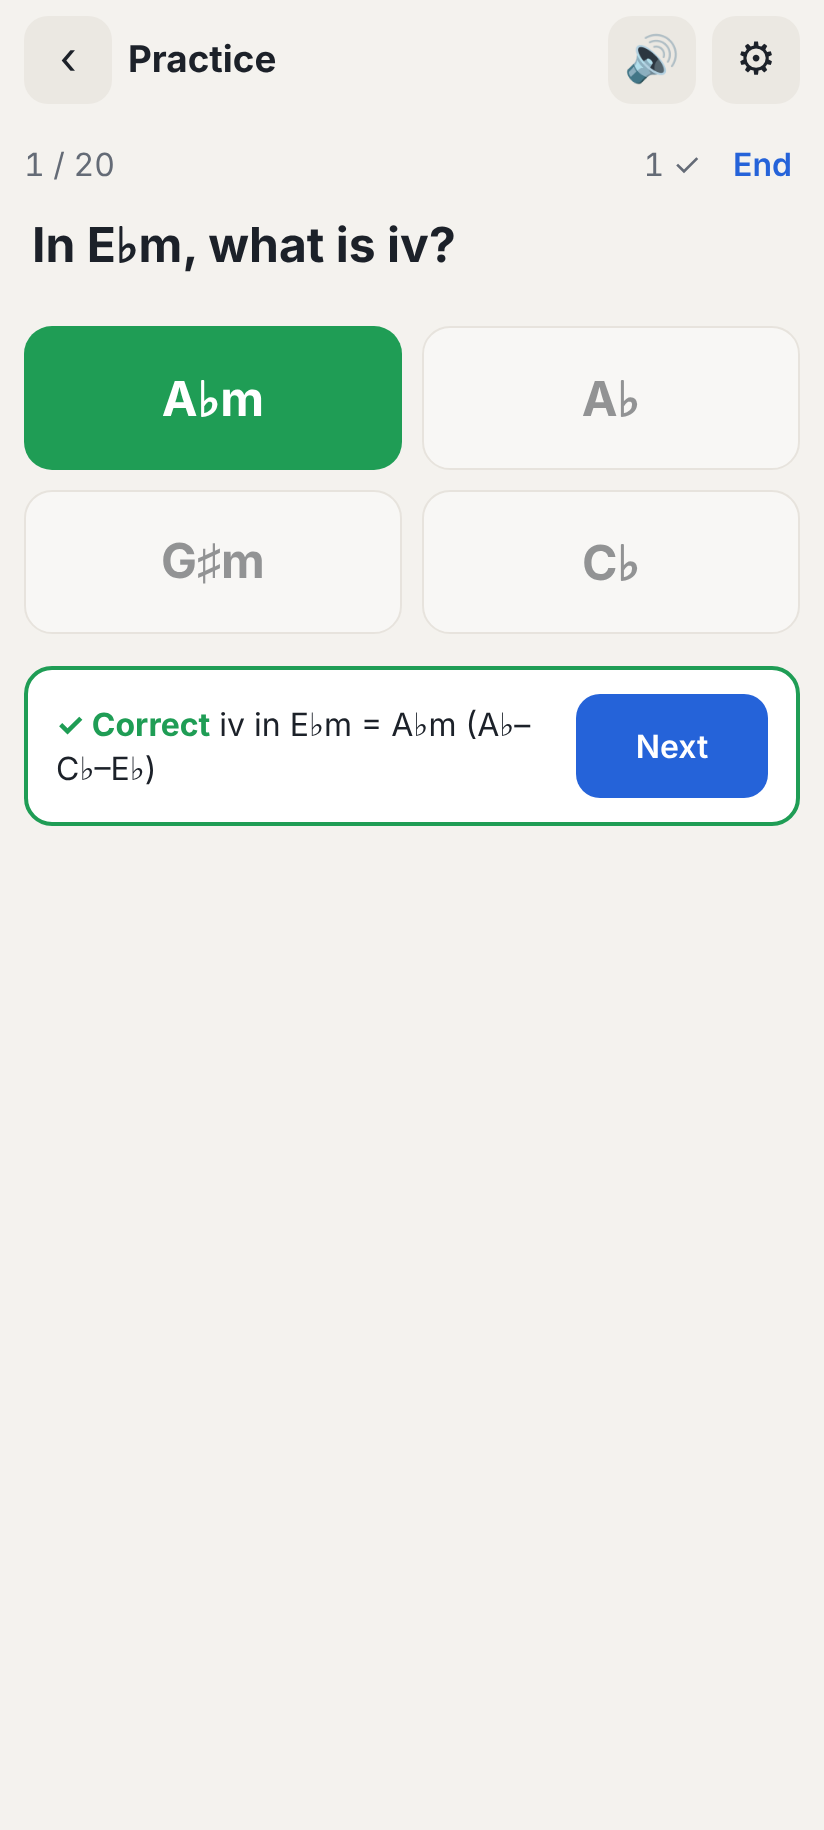 ‹ Practice 🔊 ⚙
1 / 20 1 ✓ End
In E♭m, what is iv?
A♭m A♭
G♯m C♭
✓ Correct iv in E♭m = A♭m (A♭–
C♭–E♭)
Next